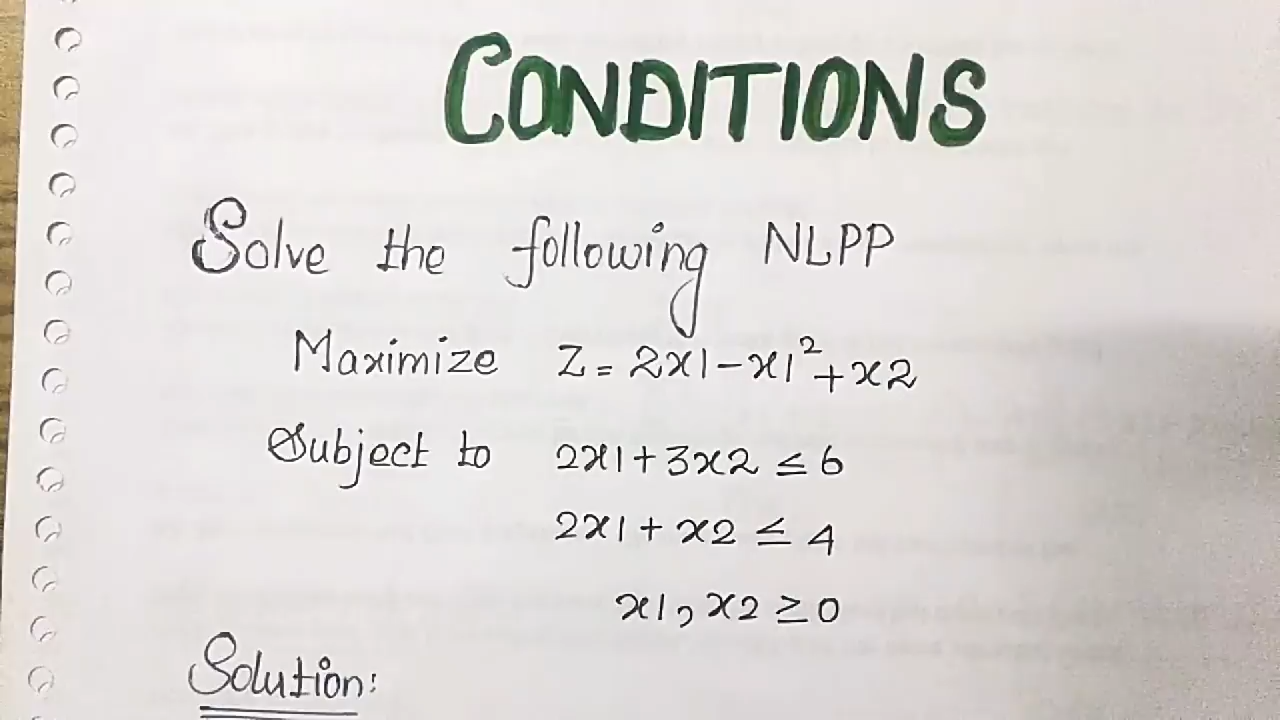 CONDITIONS
Solve the following NLPP
Maximize Z = 2x1 - x1² + x2
Subject to 2x1 + 3x2 ≤ 6
2x1 + x2 ≤ 4
x1, x2 ≥ 0
Solution: